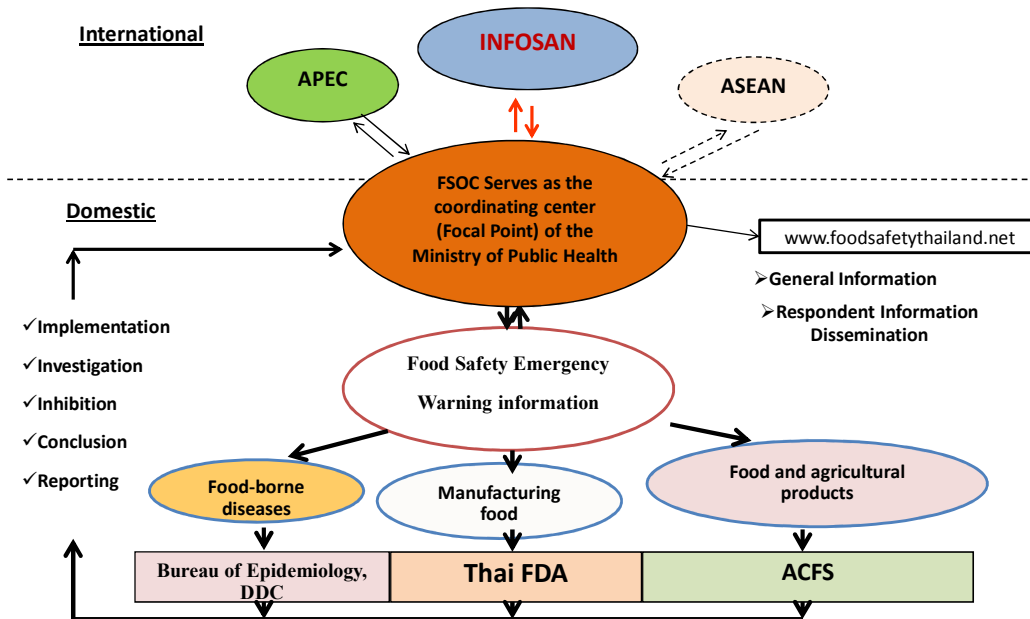 International
INFOSAN
APEC
ASEAN
FSOC Serves as the
coordinating center
(Focal Point) of the
Ministry of Public Health
Domestic
www.foodsafetythailand.net
➢General Information
➢Respondent Information
Dissemination
✓Implementation
✓Investigation
✓Inhibition
✓Conclusion
✓Reporting
Food Safety Emergency
Warning information
Food-borne
diseases
Manufacturing
food
Food and agricultural
products
Bureau of Epidemiology,
DDC
Thai FDA
ACFS